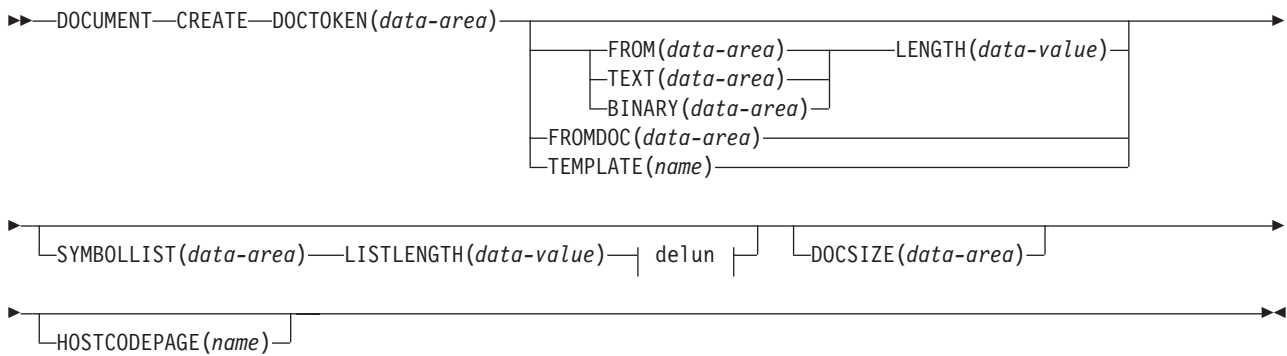 DOCUMENT CREATE DOCTOKEN(data-area)
FROM(data-area) LENGTH(data-value)
TEXT(data-area)
BINARY(data-area)
FROMDOC(data-area)
TEMPLATE(name)
SYMBOLLIST(data-area) LISTLENGTH(data-value) delun DOCSIZE(data-area)
HOSTCODEPAGE(name)